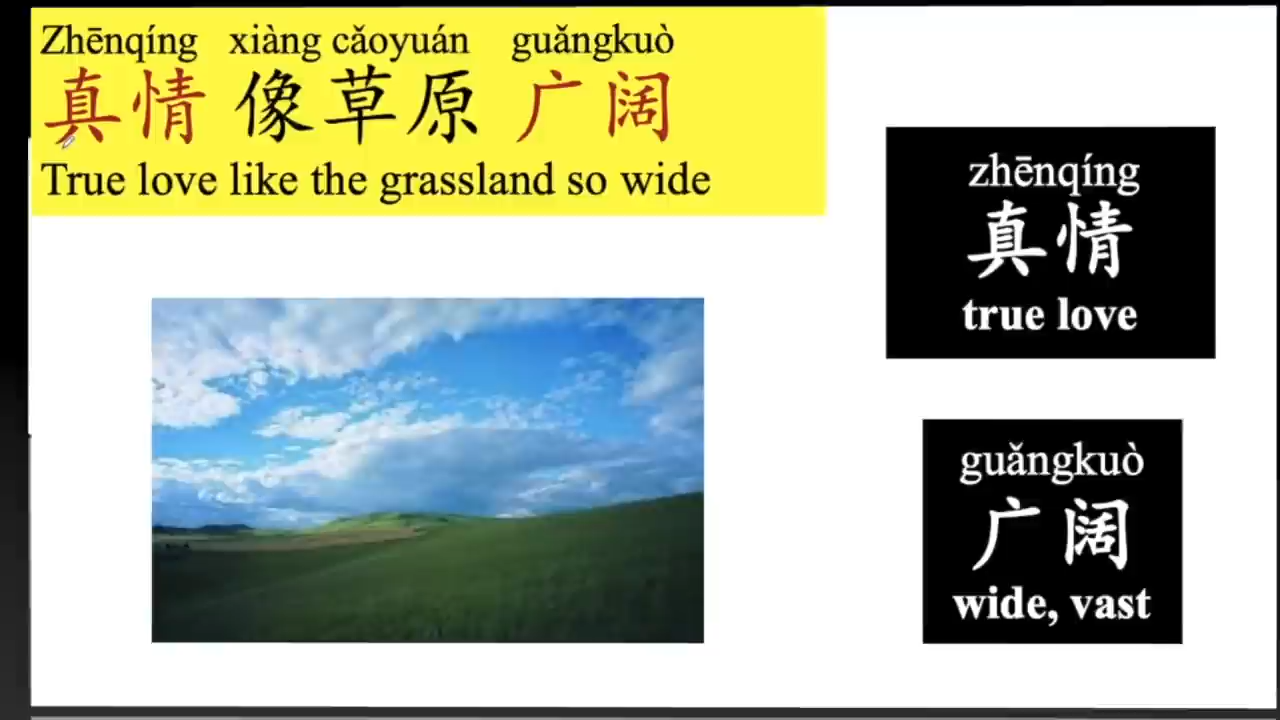 Zhēnqíng xiàng cǎoyuán guǎngkuò
真情 像草原 广阔
True love like the grassland so wide
zhēnqíng
真情
true love
guǎngkuò
广阔
wide, vast